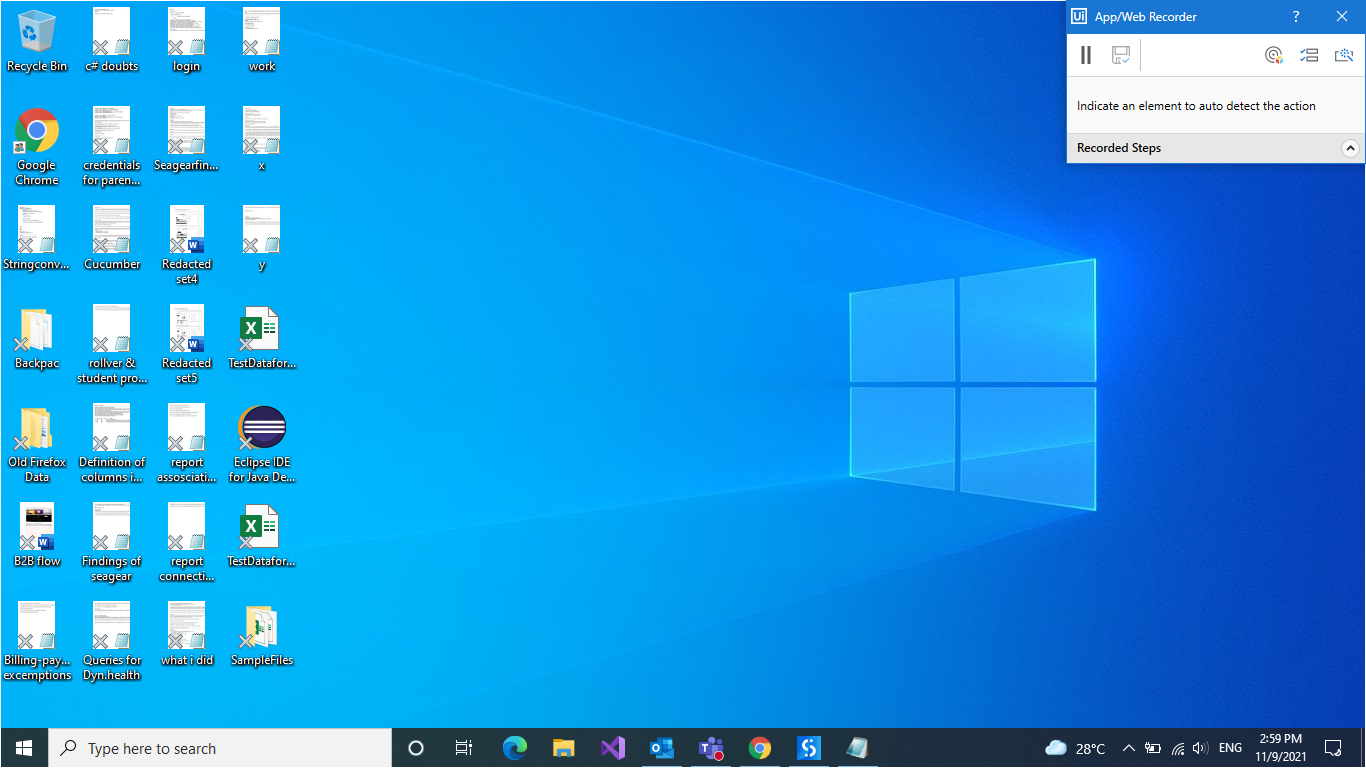 Recycle Bin
c# doubts
login
work
Google
Chrome
credentials
for paren...
Seagearfin...
x
Stringconv...
Cucumber
Redacted
set4
y
Backpac
rollver &
student pro...
Redacted
set5
TestDatafor...
Old Firefox
Data
Definition of
columns i...
report
assosciati...
Eclipse IDE
for Java De...
B2B flow
Findings of
seagear
report
connecti...
TestDatafor...
Billing-pay...
excemptions
Queries for
Dyn.health
what i did
SampleFiles
Ui App/Web Recorder ?
Indicate an element to auto detect the action
Recorded Steps
Type here to search
28°C
ENG
2:59 PM
11/9/2021